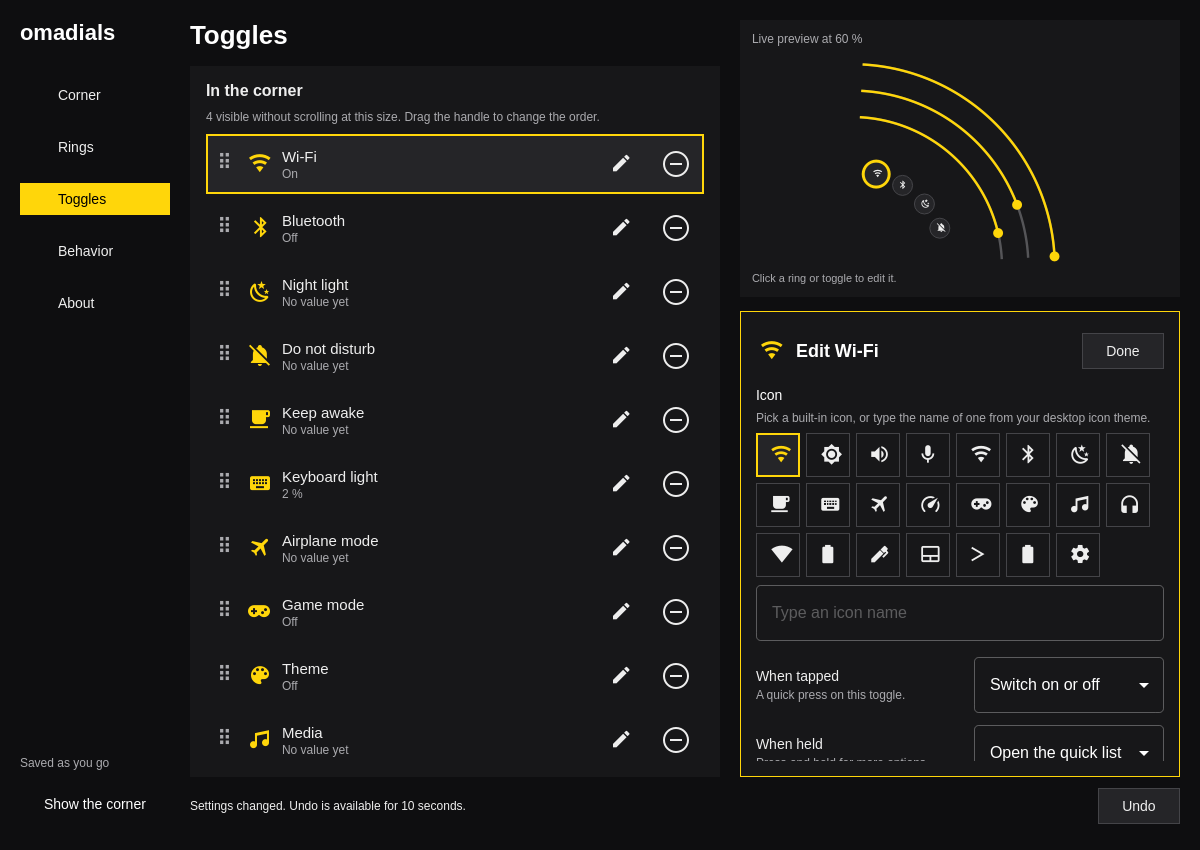 omadials
Corner
Rings
Toggles
Behavior
About
Saved as you go
Show the corner
Toggles
In the corner
4 visible without scrolling at this size. Drag the handle to change the order.
Wi-Fi
On
Bluetooth
Off
Night light
No value yet
Do not disturb
No value yet
Keep awake
No value yet
Keyboard light
2 %
Airplane mode
No value yet
Game mode
Off
Theme
Off
Media
No value yet
Settings changed. Undo is available for 10 seconds.
Undo
Live preview at 60 %
Click a ring or toggle to edit it.
Edit Wi-Fi
Done
Icon
Pick a built-in icon, or type the name of one from your desktop icon theme.
Type an icon name
When tapped
A quick press on this toggle.
Switch on or off
When held
Press and hold for more options.
Open the quick list